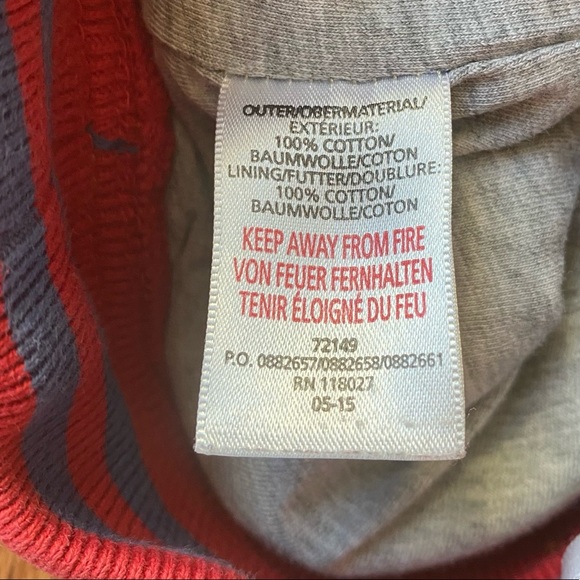 OUTER/OBERMATERIAL/
EXTÉRIEUR:
100% COTTON/
BAUMWOLLE/COTON
LINING/FUTTER/DOUBLURE:
100% COTTON/
BAUMWOLLE/COTON
KEEP AWAY FROM FIRE
VON FEUER FERNHALTEN
TENIR ÉLOIGNÉ DU FEU
72149
P.O. 0882657/0882658/0882661
RN 118027
05-15